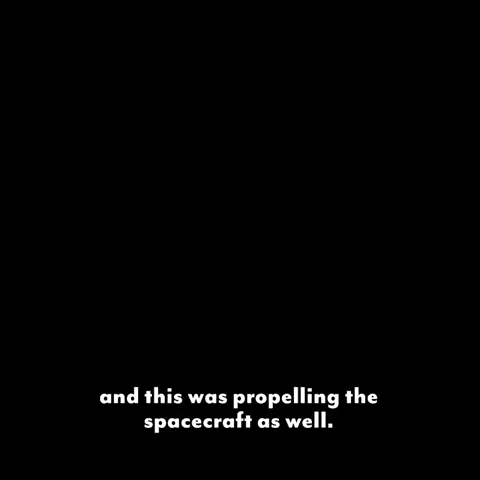 and this was propelling the
spacecraft as well.